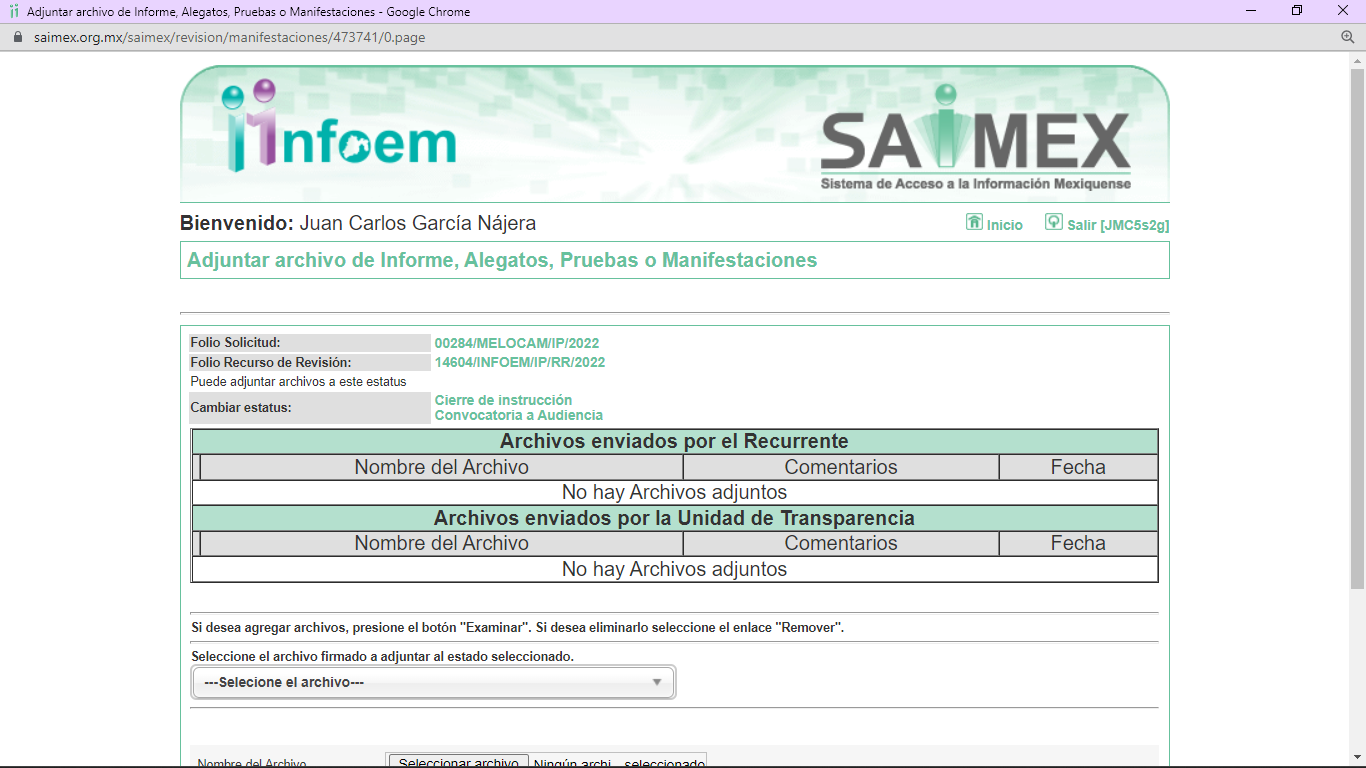 Adjuntar archivo de Informe, Alegatos, Pruebas o Manifestaciones - Google Chrome
saimex.org.mx/saimex/revision/manifestaciones/473741/0.page
infoem
SAIMEX
Sistema de Acceso a la Información Mexiquense
Bienvenido: Juan Carlos García Nájera Inicio Salir [JMC5s2g]
Adjuntar archivo de Informe, Alegatos, Pruebas o Manifestaciones
Folio Solicitud: 00284/MELOCAM/IP/2022
Folio Recurso de Revisión: 14604/INFOEM/IP/RR/2022
Puede adjuntar archivos a este estatus
Cambiar estatus: Cierre de instrucción
Convocatoria a Audiencia
Archivos enviados por el Recurrente
Nombre del Archivo Comentarios Fecha
No hay Archivos adjuntos
Archivos enviados por la Unidad de Transparencia
Nombre del Archivo Comentarios Fecha
No hay Archivos adjuntos
Si desea agregar archivos, presione el botón "Examinar". Si desea eliminarlo seleccione el enlace "Remover".
Seleccione el archivo firmado a adjuntar al estado seleccionado.
---Selecione el archivo---
Nombre del Archivo Seleccionar archivo Ningún archi...seleccionado